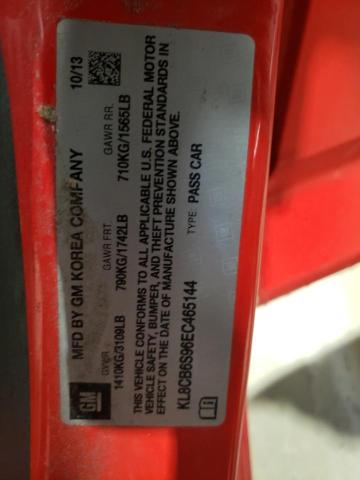 MFD BY GM KOREA COMPANY 10/13
GVWR GAWR FRT. GAWR RR.
1410KG/3109LB 790KG/1742LB 710KG/1565LB
THIS VEHICLE CONFORMS TO ALL APPLICABLE U.S. FEDERAL MOTOR
VEHICLE SAFETY, BUMPER, AND THEFT PREVENTION STANDARDS IN
EFFECT ON THE DATE OF MANUFACTURE SHOWN ABOVE.
KL8CB6S96EC465144 TYPE: PASS CAR
GM